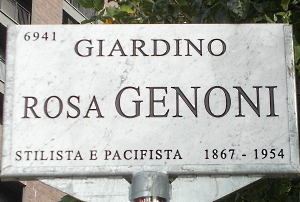 6941
GIARDINO
ROSA GENONI
STILISTA E PACIFISTA 1867 - 1954